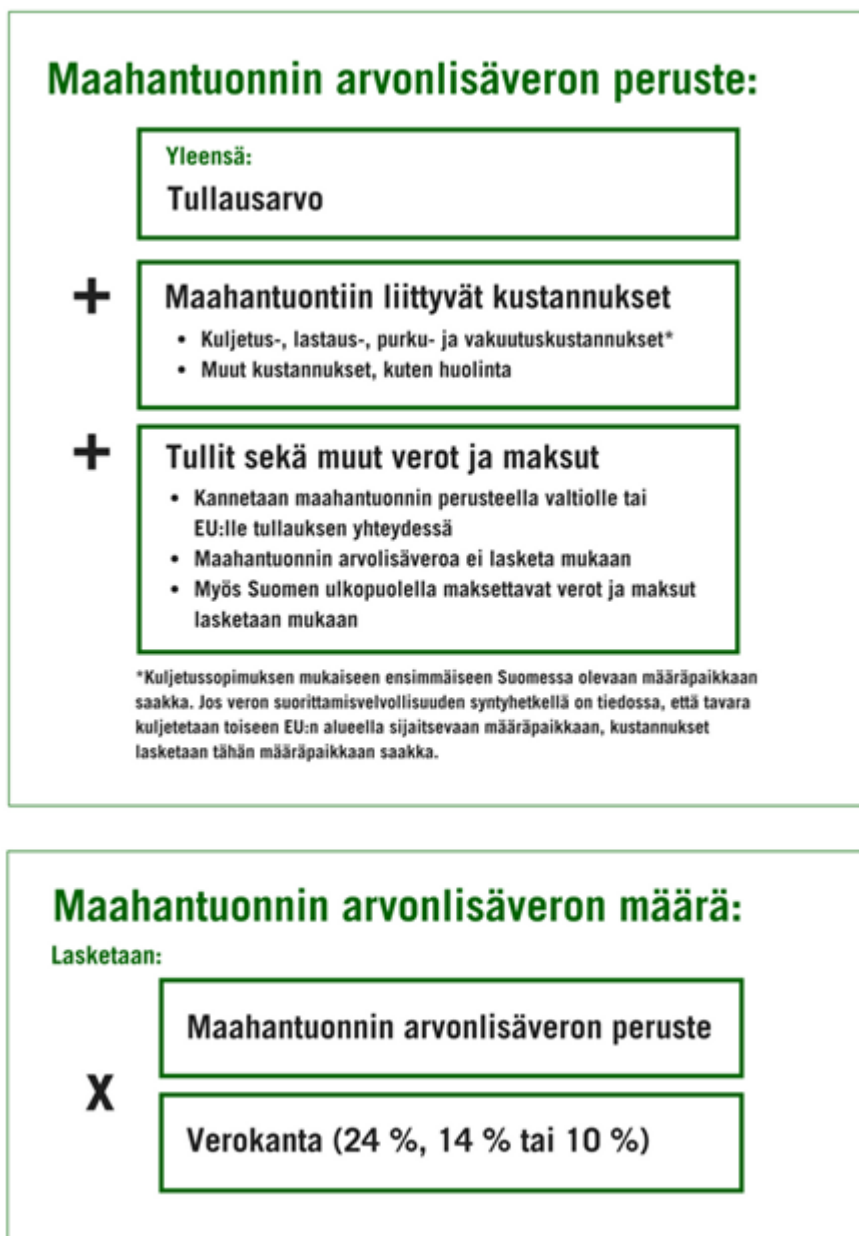 Maahantuonnin arvonlisäveron peruste:
Yleensä:
Tullausarvo
+
Maahantuontiin liittyvät kustannukset
• Kuljetus-, lastaus-, purku- ja vakuutuskustannukset*
• Muut kustannukset, kuten huolinta
+
Tullit sekä muut verot ja maksut
• Kannetaan maahantuonnin perusteella valtiolle tai
EU:lle tullauksen yhteydessä
• Maahantuonnin arvolisäveroa ei lasketa mukaan
• Myös Suomen ulkopuolella maksettavat verot ja maksut
lasketaan mukaan
*Kuljetussopimuksen mukaiseen ensimmäiseen Suomessa olevaan määräpaikkaan
saakka. Jos veron suorittamisvelvollisuuden syntyhetkellä on tiedossa, että tavara
kuljetetaan toiseen EU:n alueella sijaitsevaan määräpaikkaan, kustannukset
lasketaan tähän määräpaikkaan saakka.
Maahantuonnin arvonlisäveron määrä:
Lasketaan:
Maahantuonnin arvonlisäveron peruste
X
Verokanta (24 %, 14 % tai 10 %)